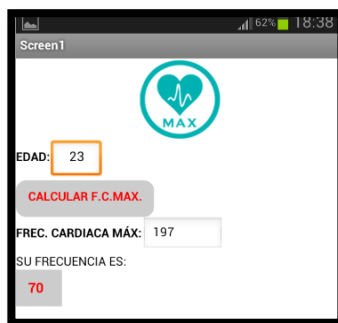 62% 18:38
Screen1
MAX
EDAD: 23
CALCULAR F.C.MAX.
FREC. CARDIACA MÁX: 197
SU FRECUENCIA ES:
70